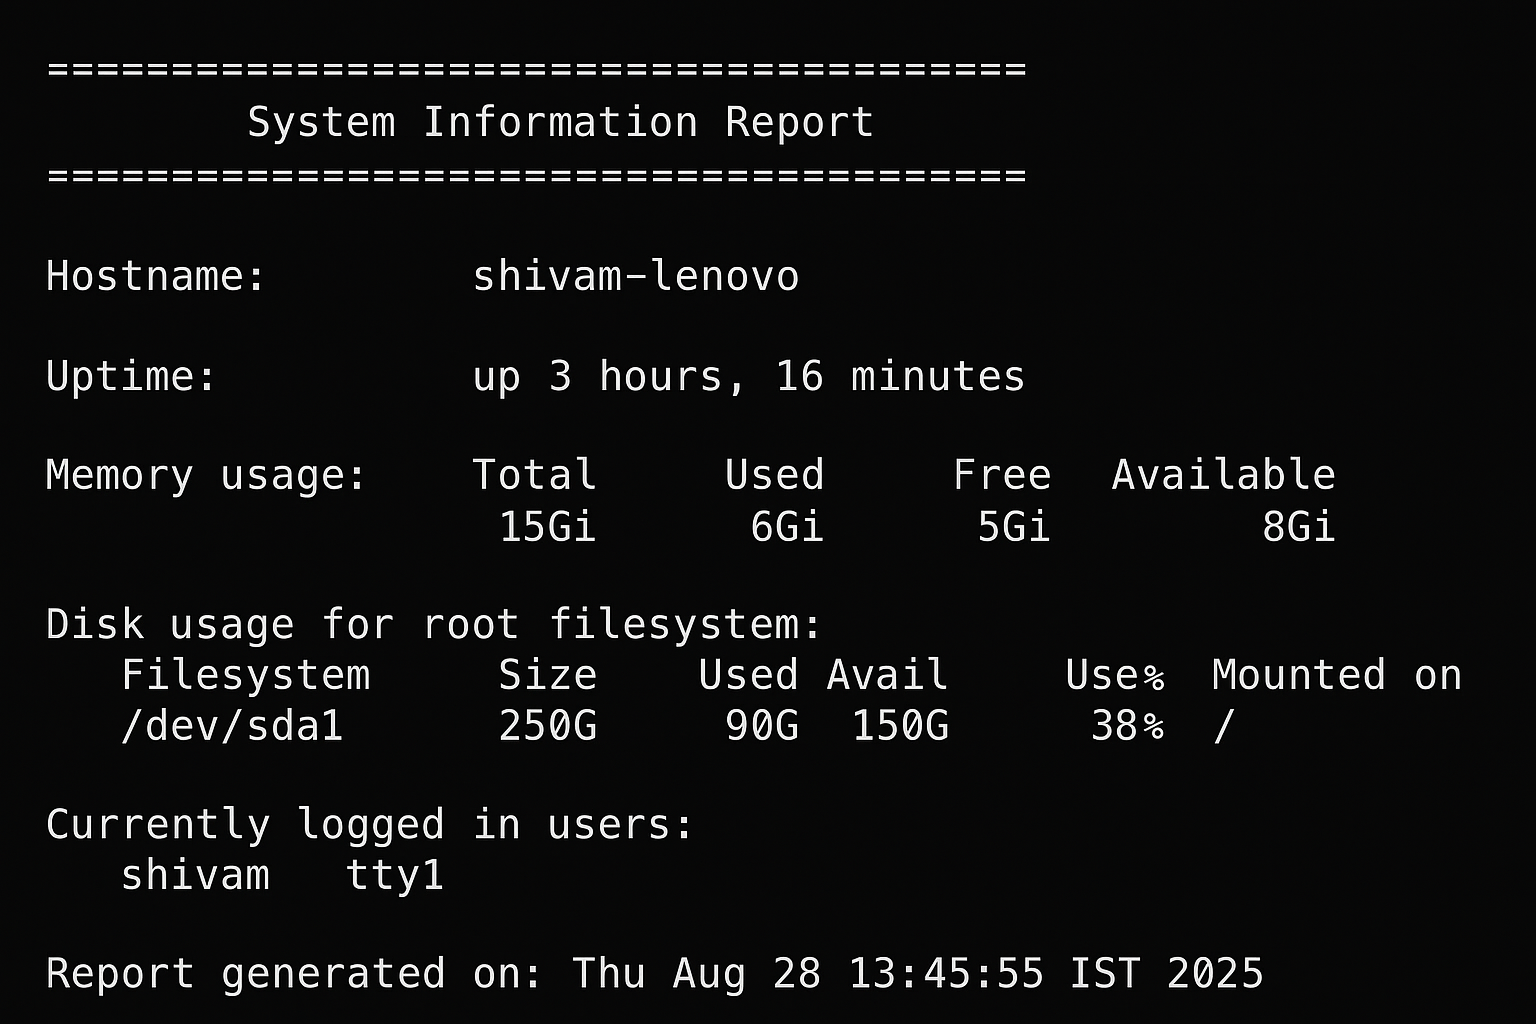 =======================================
System Information Report
=======================================
Hostname: shivam-lenovo
Uptime: up 3 hours, 16 minutes
Memory usage: Total Used Free Available
15Gi 6Gi 5Gi 8Gi
Disk usage for root filesystem:
Filesystem Size Used Avail Use% Mounted on
/dev/sda1 250G 90G 150G 38% /
Currently logged in users:
shivam tty1
Report generated on: Thu Aug 28 13:45:55 IST 2025